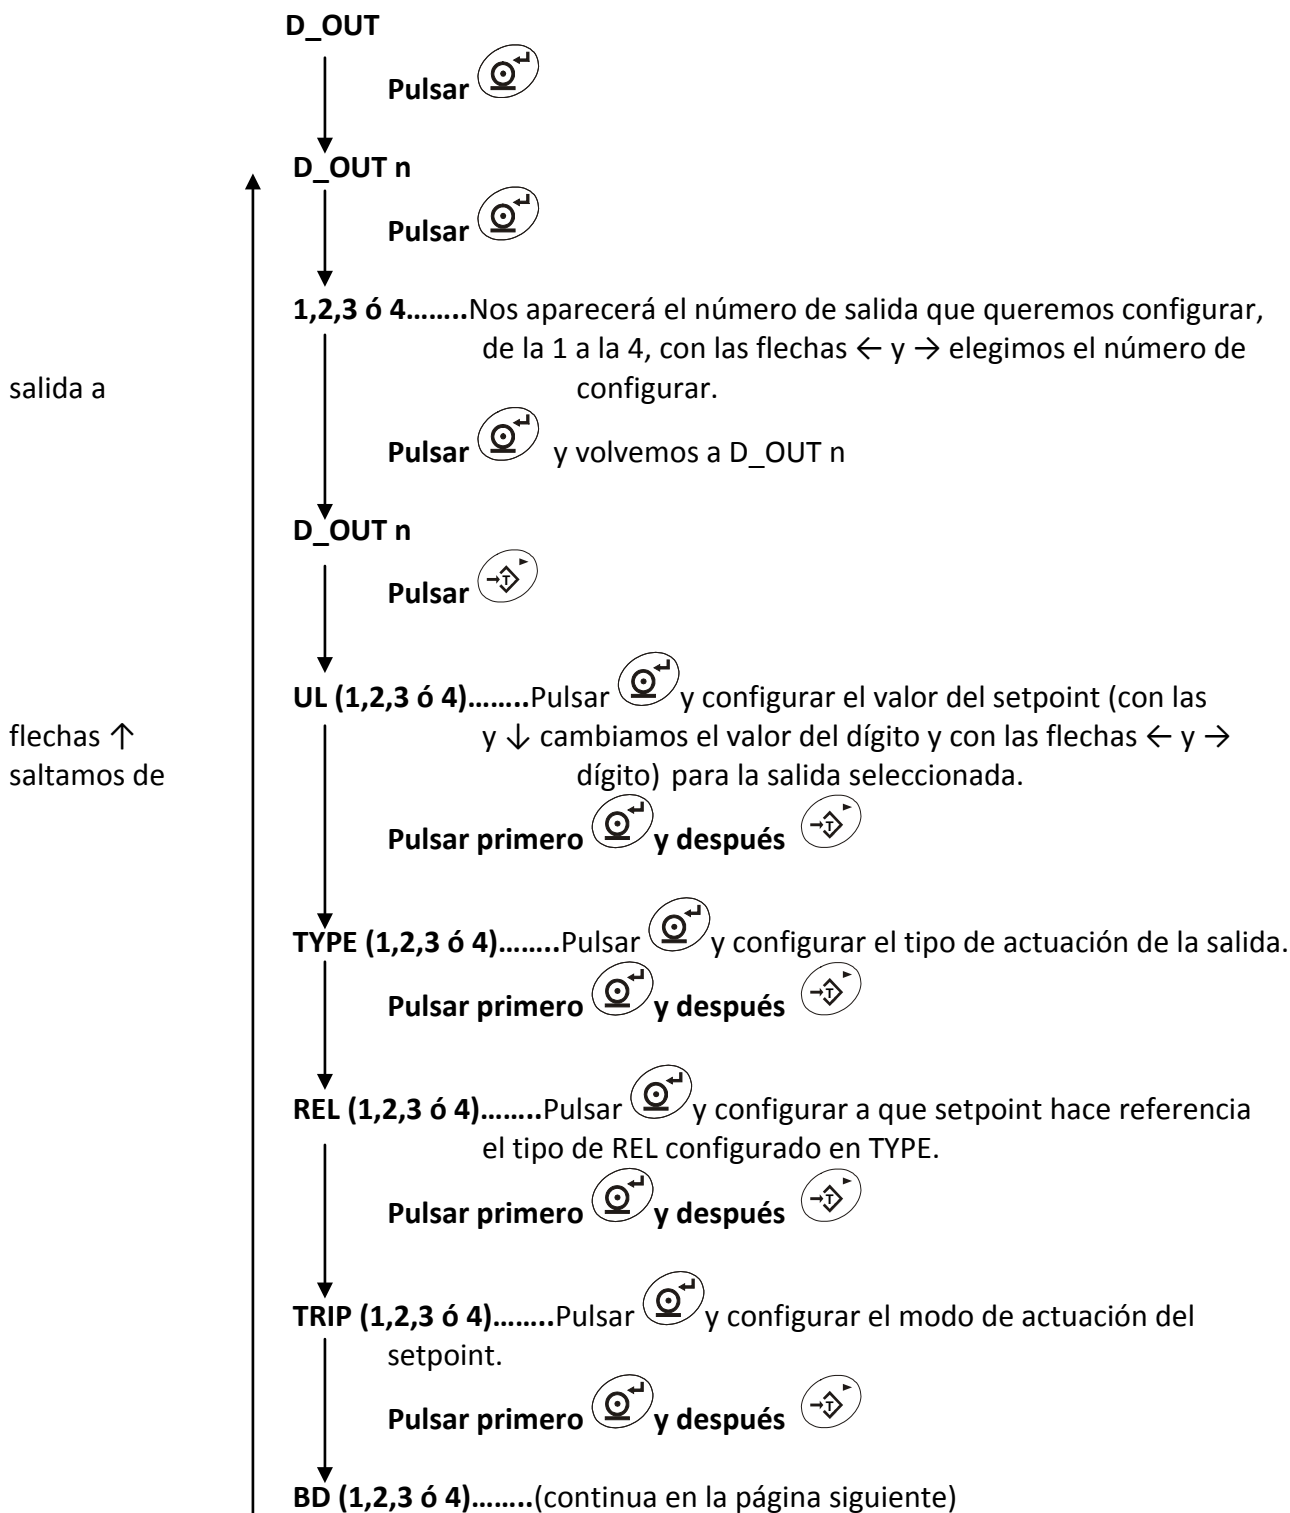 D_OUT
Pulsar
D_OUT n
Pulsar
1,2,3 ó 4……..Nos aparecerá el número de salida que queremos configurar,
de la 1 a la 4, con las flechas ← y → elegimos el número de
salida a configurar.
Pulsar y volvemos a D_OUT n
D_OUT n
Pulsar T
UL (1,2,3 ó 4)……..Pulsar y configurar el valor del setpoint (con las
flechas ↑ y ↓ cambiamos el valor del dígito y con las flechas ← y →
saltamos de dígito) para la salida seleccionada.
Pulsar primero y después T
TYPE (1,2,3 ó 4)……..Pulsar y configurar el tipo de actuación de la salida.
Pulsar primero y después T
REL (1,2,3 ó 4)……..Pulsar y configurar a que setpoint hace referencia
el tipo de REL configurado en TYPE.
Pulsar primero y después T
TRIP (1,2,3 ó 4)……..Pulsar y configurar el modo de actuación del
setpoint.
Pulsar primero y después T
BD (1,2,3 ó 4)……..(continua en la página siguiente)